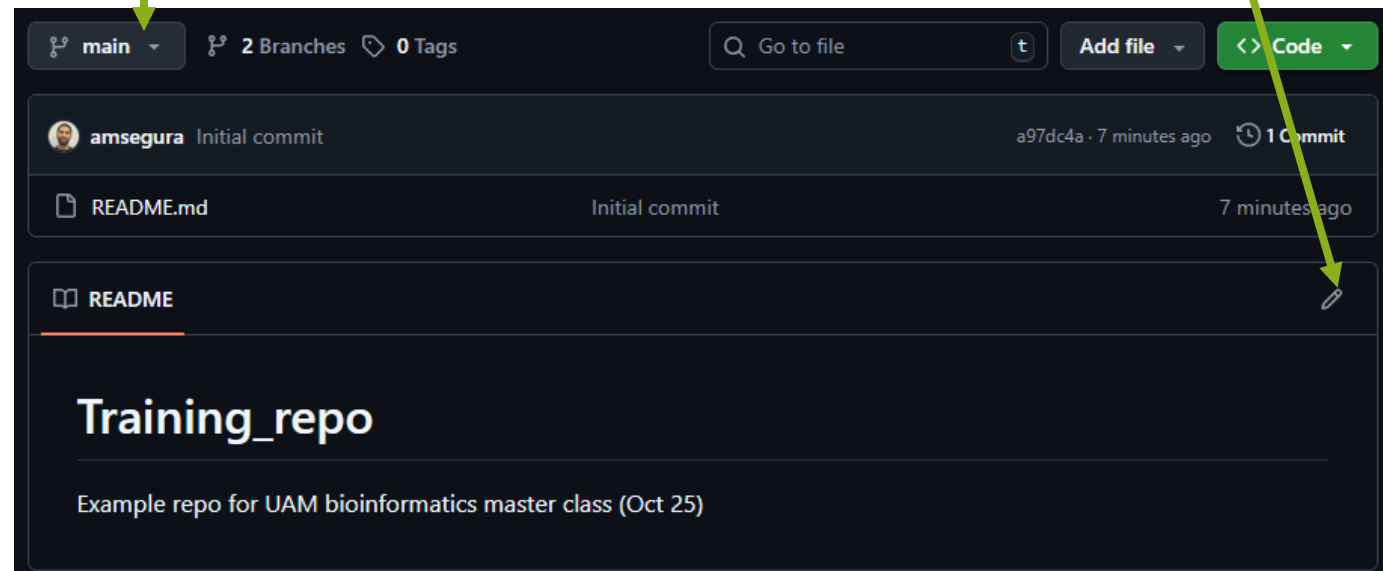 main 2 Branches 0 Tags Go to file t Add file <> Code
amsegura Initial commit a97dc4a · 7 minutes ago 1 Commit
README.md Initial commit 7 minutes ago
README
Training_repo
Example repo for UAM bioinformatics master class (Oct 25)